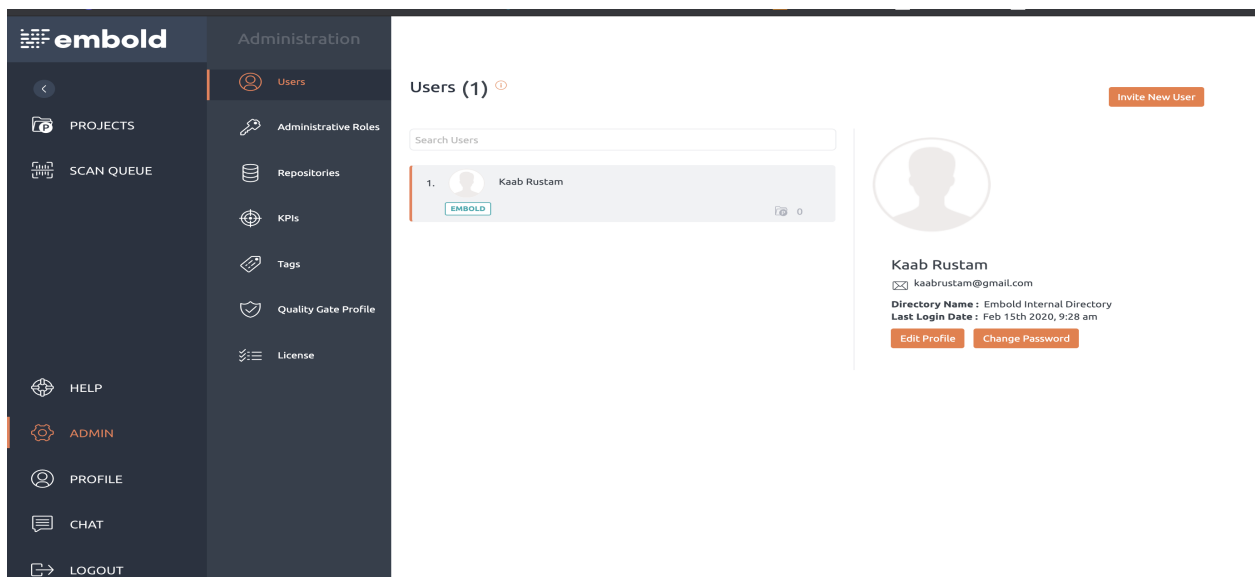 embold
PROJECTS
SCAN QUEUE
HELP
ADMIN
PROFILE
CHAT
LOGOUT
Administration
Users
Administrative Roles
Repositories
KPIs
Tags
Quality Gate Profile
License
Users (1)
Invite New User
Search Users
1. Kaab Rustam
EMBOLD
0
Kaab Rustam
kaabrustam@gmail.com
Directory Name : Embold Internal Directory
Last Login Date : Feb 15th 2020, 9:28 am
Edit Profile Change Password